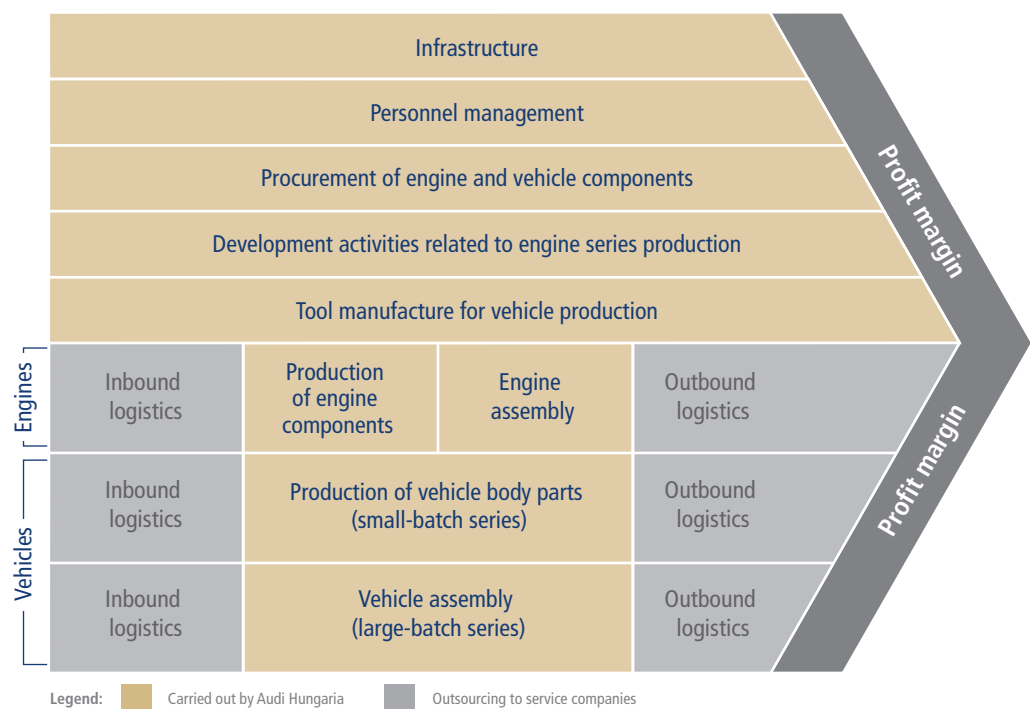 Infrastructure
Personnel management
Procurement of engine and vehicle components
Development activities related to engine series production
Tool manufacture for vehicle production
Profit margin
Engines
Inbound
logistics
Production
of engine
components
Engine
assembly
Outbound
logistics
Profit margin
Vehicles
Inbound
logistics
Production of vehicle body parts
(small-batch series)
Outbound
logistics
Inbound
logistics
Vehicle assembly
(large-batch series)
Outbound
logistics
Legend: Carried out by Audi Hungaria Outsourcing to service companies